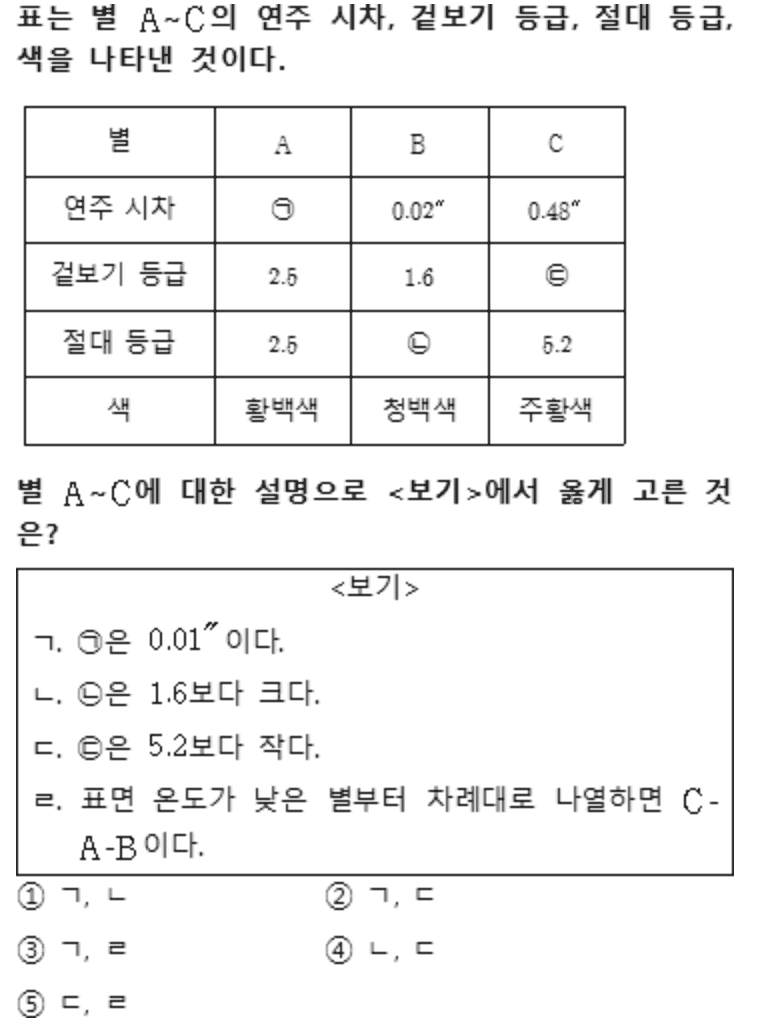 표는 별 A~C의 연주 시차, 겉보기 등급, 절대 등급,
색을 나타낸 것이다.
별 A B C
연주 시차 ㉠ 0.02″ 0.48″
겉보기 등급 2.5 1.6 ㉢
절대 등급 2.5 ㉡ 5.2
색 황백색 청백색 주황색
별 A~C에 대한 설명으로 <보기>에서 옳게 고른 것
은?
<보기>
ㄱ. ㉠은 0.01″이다.
ㄴ. ㉡은 1.6보다 크다.
ㄷ. ㉢은 5.2보다 작다.
ㄹ. 표면 온도가 낮은 별부터 차례대로 나열하면 C-
A-B이다.
① ㄱ, ㄴ ② ㄱ, ㄷ
③ ㄱ, ㄹ ④ ㄴ, ㄷ
⑤ ㄷ, ㄹ